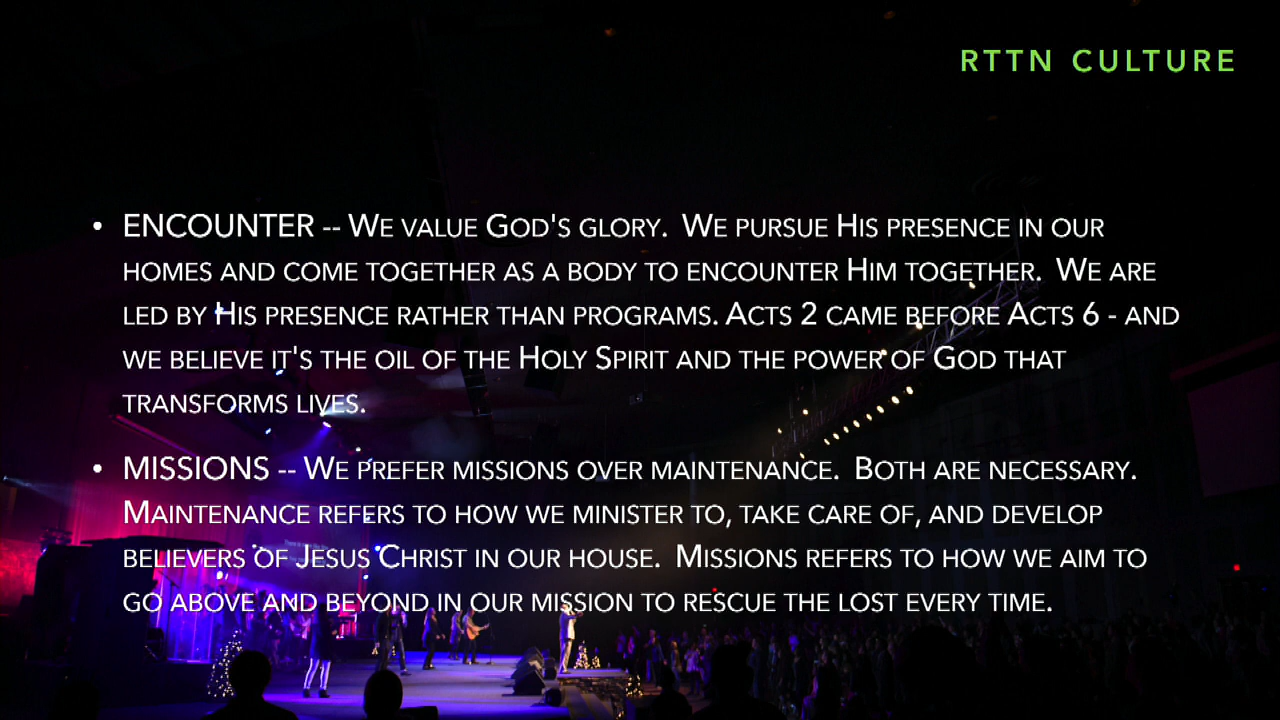 RTTN CULTURE
• ENCOUNTER -- We value God's glory.  We pursue His presence in our
homes and come together as a body to encounter Him together.  We are
led by His presence rather than programs. Acts 2 came before Acts 6 - and
we believe it's the oil of the Holy Spirit and the power of God that
transforms lives.
• MISSIONS -- We prefer missions over maintenance.  Both are necessary.
Maintenance refers to how we minister to, take care of, and develop
believers of Jesus Christ in our house.  Missions refers to how we aim to
go above and beyond in our mission to rescue the lost every time.